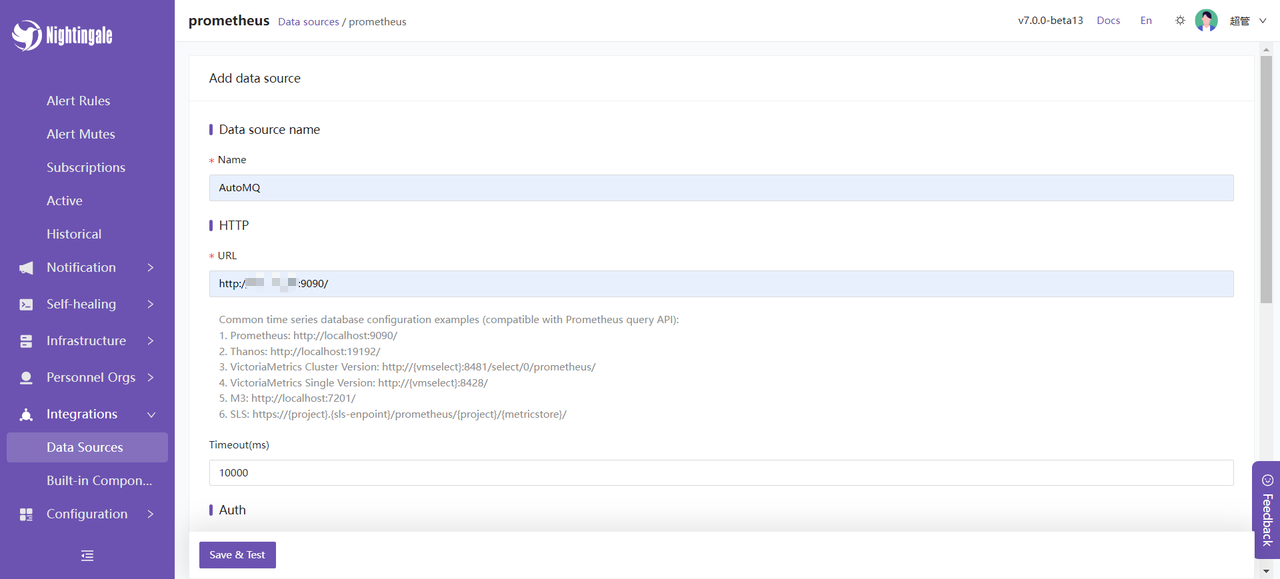 Nightingale
Alert Rules
Alert Mutes
Subscriptions
Active
Historical
Notification
Self-healing
Infrastructure
Personnel Orgs
Integrations
Data Sources
Built-in Compon...
Configuration
prometheus Data sources / prometheus
v7.0.0-beta13 Docs En 超管
Add data source
Data source name
* Name
AutoMQ
HTTP
* URL
http:/ :9090/
Common time series database configuration examples (compatible with Prometheus query API):
1. Prometheus: http://localhost:9090/
2. Thanos: http://localhost:19192/
3. VictoriaMetrics Cluster Version: http://{vmselect}:8481/select/0/prometheus/
4. VictoriaMetrics Single Version: http://{vmselect}:8428/
5. M3: http://localhost:7201/
6. SLS: https://{project}.{sls-enpoint}/prometheus/{project}/{metricstore}/
Timeout(ms)
10000
Auth
Save & Test
Feedback